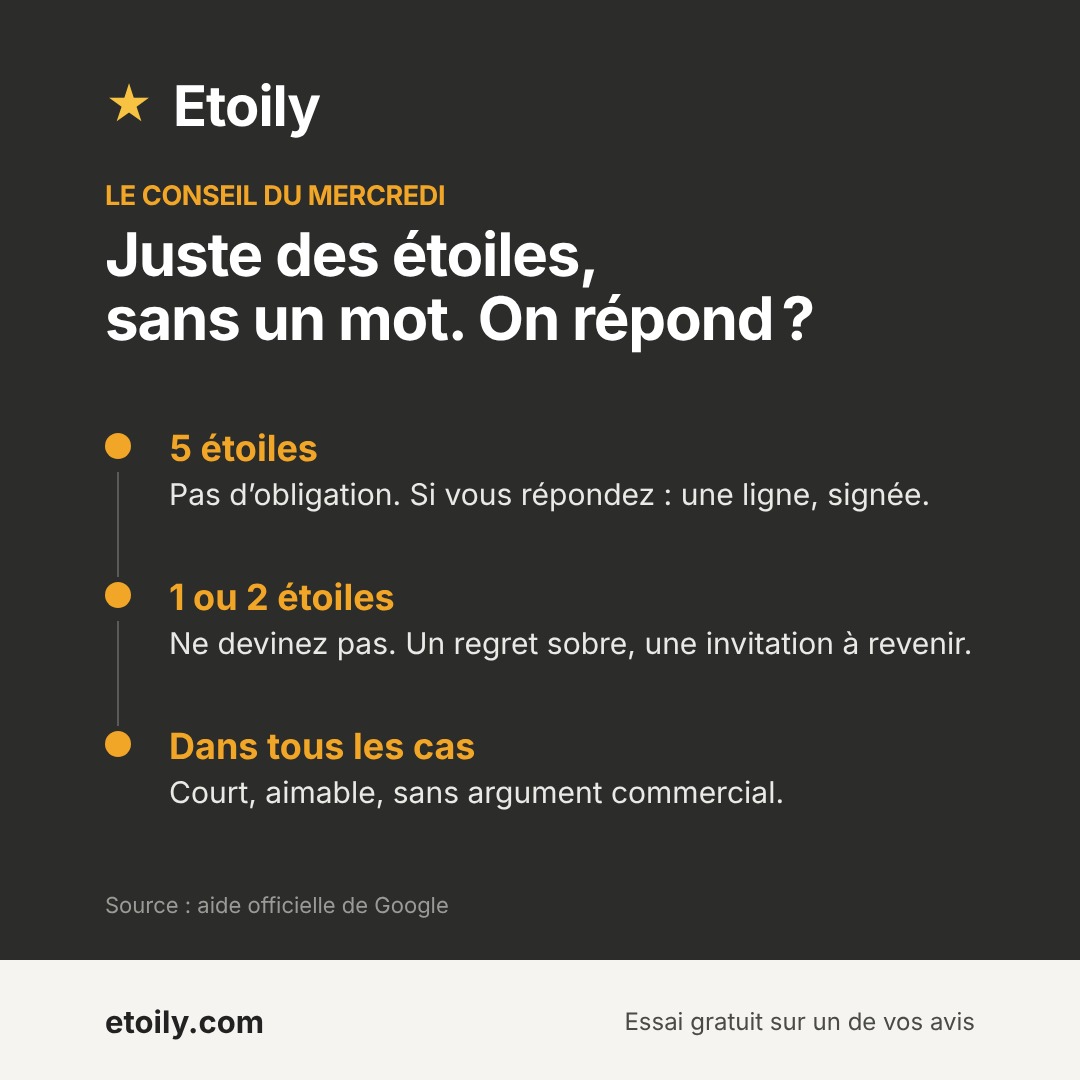 ★ Etoily
LE CONSEIL DU MERCREDI
Juste des étoiles,
sans un mot. On répond ?
5 étoiles
Pas d’obligation. Si vous répondez : une ligne, signée.
1 ou 2 étoiles
Ne devinez pas. Un regret sobre, une invitation à revenir.
Dans tous les cas
Court, aimable, sans argument commercial.
Source : aide officielle de Google
etoily.com
Essai gratuit sur un de vos avis